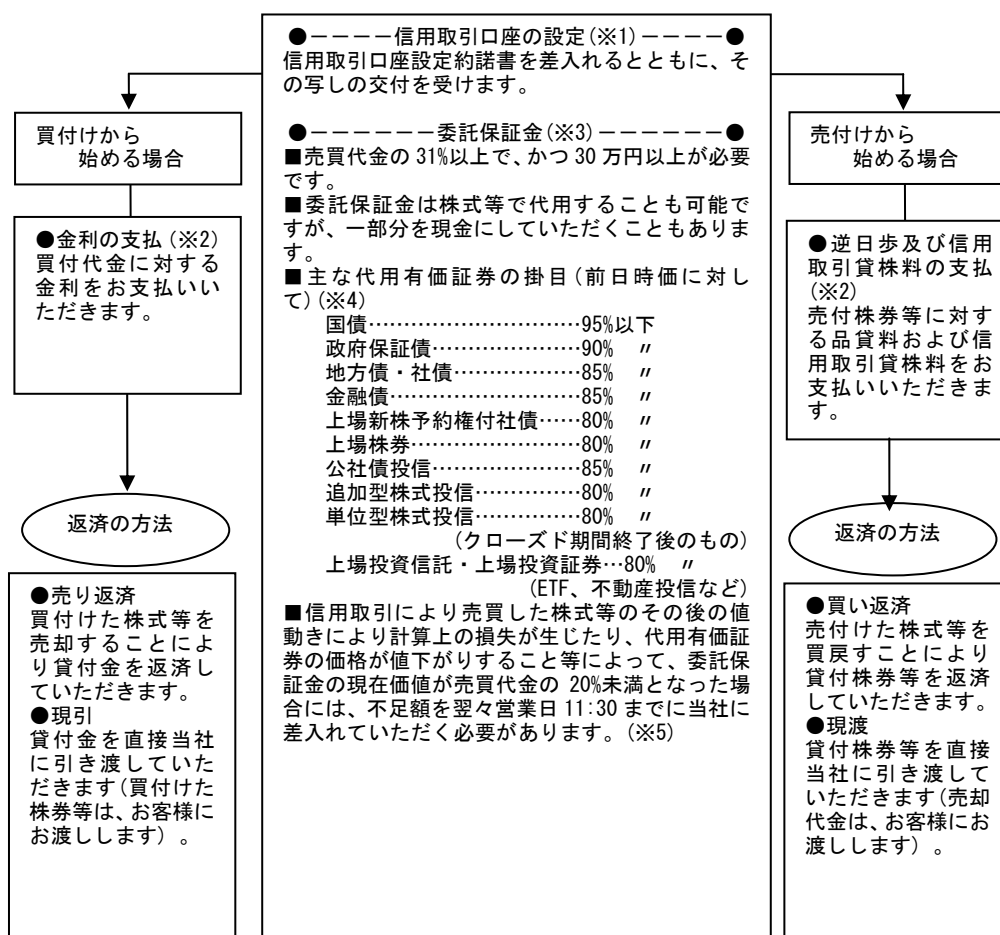 ●－－－－信用取引口座の設定(※1)－－－－●
信用取引口座設定約諾書を差入れるとともに、そ
の写しの交付を受けます。
●－－－－－－委託保証金(※3)－－－－－－●
■売買代金の 31%以上で、かつ 30 万円以上が必要
です。
■委託保証金は株式等で代用することも可能で
すが、一部分を現金にしていただくこともありま
す。
■主な代用有価証券の掛目(前日時価に対し
て)(※4)
国債…………………………95%以下
政府保証債…………………90% 〃
地方債・社債………………85% 〃
金融債………………………85% 〃
上場新株予約権付社債……80% 〃
上場株券……………………80% 〃
公社債投信…………………85% 〃
追加型株式投信……………80% 〃
単位型株式投信……………80% 〃
(クローズド期間終了後のもの)
上場投資信託・上場投資証券…80% 〃
(ETF、不動産投信など)
■信用取引により売買した株式等のその後の値
動きにより計算上の損失が生じたり、代用有価証
券の価格が値下がりすること等によって、委託保
証金の現在価値が売買代金の 20%未満となった場
合には、不足額を翌々営業日 11:30 までに当社に
差入れていただく必要があります。(※5)
買付けから
始める場合
●金利の支払(※2)
買付代金に対する
金利をお支払いい
ただきます。
返済の方法
●売り返済
買付けた株式等を
売却することによ
り貸付金を返済し
ていただきます。
●現引
貸付金を直接当社
に引き渡していた
だきます(買付けた
株券等は、お客様に
お渡しします) 。
売付けから
始める場合
●逆日歩及び信用
取引貸株料の支払
(※2)
売付株券等に対す
る品貸料および信
用取引貸株料をお
支払いいただきま
す。
返済の方法
●買い返済
売付けた株式等を
買戻すことにより
貸付株券等を返済
していただきます。
●現渡
貸付株券等を直接
当社に引き渡して
いただきます(売却
代金は、お客様にお
渡しします) 。